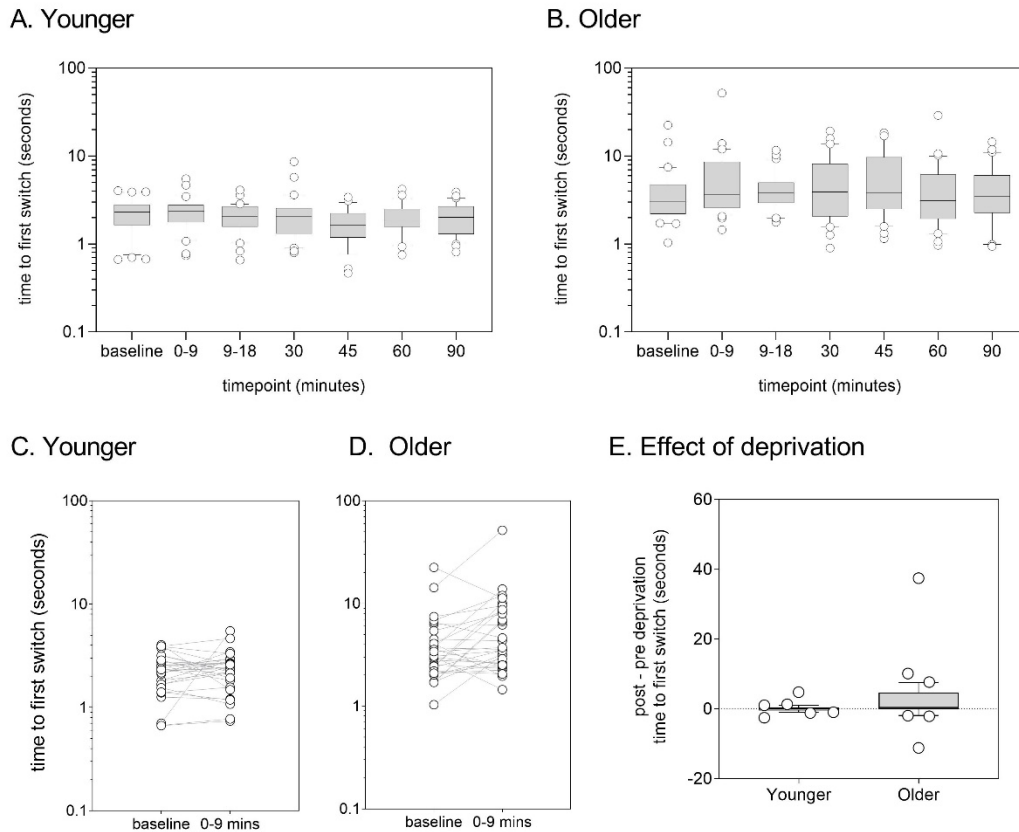 A. Younger
B. Older
time to first switch (seconds)
100
10
1
0.1
baseline 0-9 9-18 30 45 60 90
timepoint (minutes)
time to first switch (seconds)
100
10
1
0.1
baseline 0-9 9-18 30 45 60 90
timepoint (minutes)
C. Younger
D. Older
E. Effect of deprivation
time to first switch (seconds)
100
10
1
0.1
baseline 0-9 mins
100
10
1
0.1
baseline 0-9 mins
post - pre deprivation
time to first switch (seconds)
60
40
20
0
-20
Younger Older